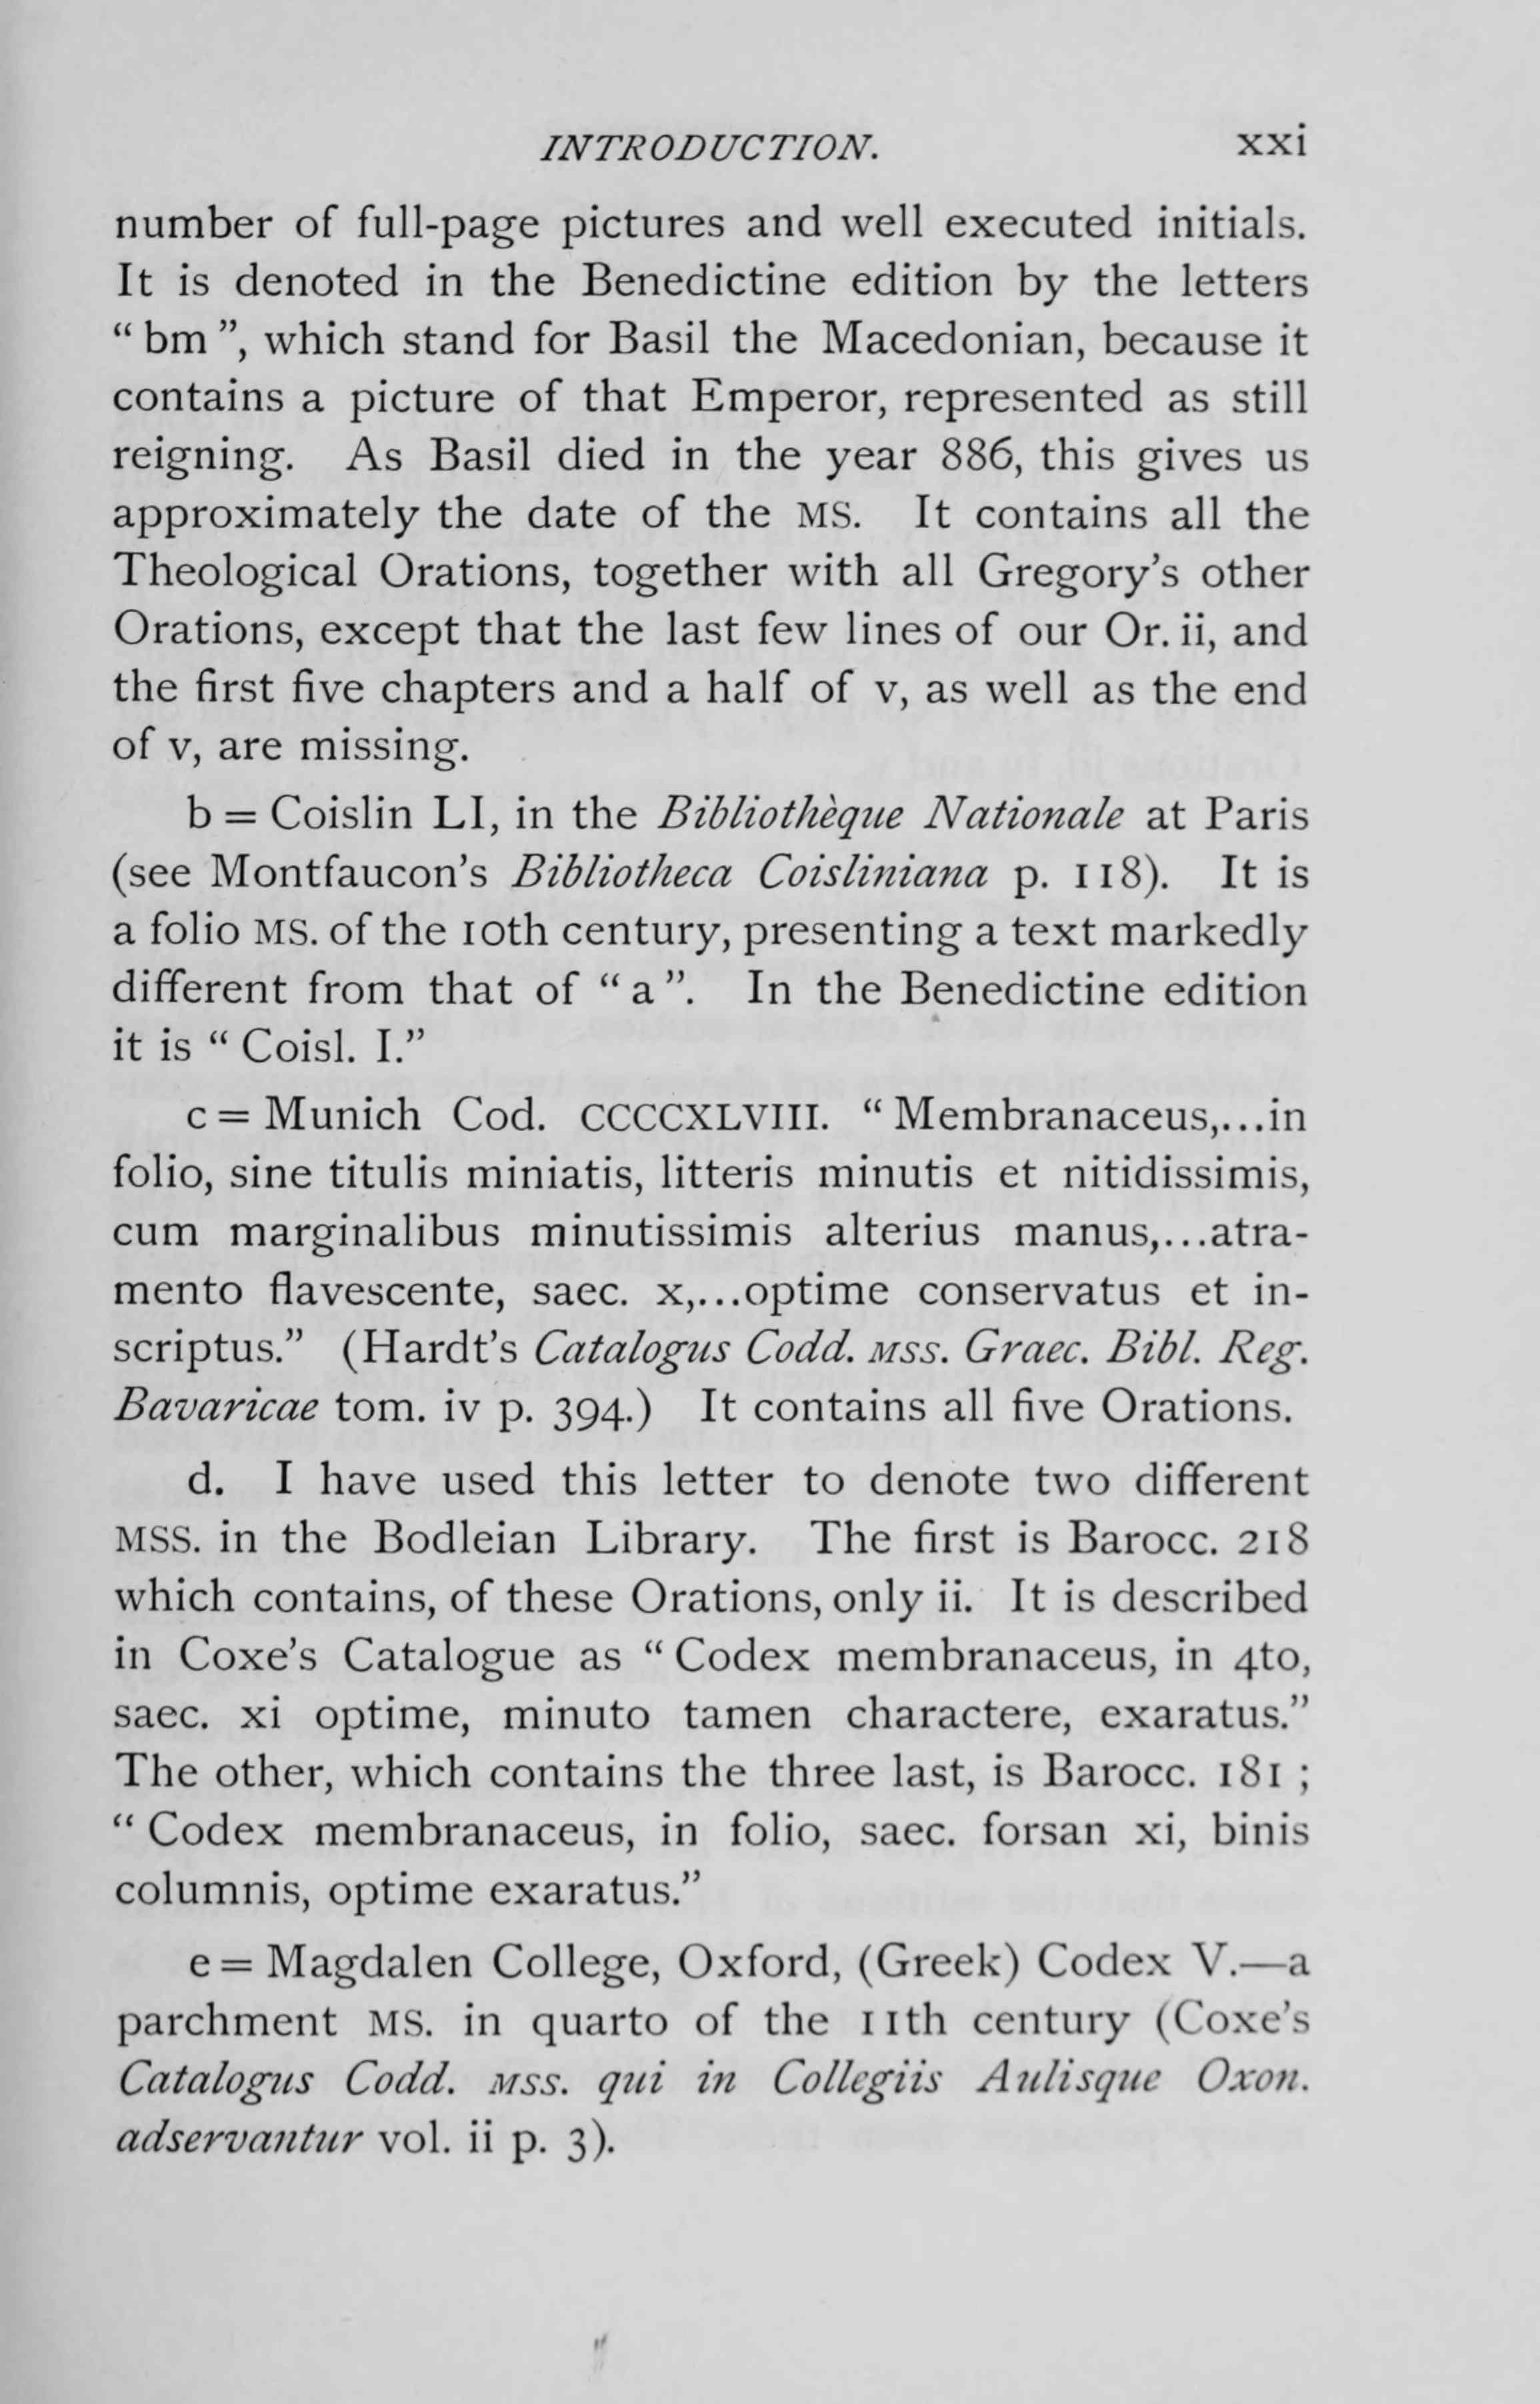 INTRODUCTION. xxi
number of full-page pictures and well executed initials.
It is denoted in the Benedictine edition by the letters
“ bm ”, which stand for Basil the Macedonian, because it
contains a picture of that Emperor, represented as still
reigning. As Basil died in the year 886, this gives us
approximately the date of the MS. It contains all the
Theological Orations, together with all Gregory’s other
Orations, except that the last few lines of our Or. ii, and
the first five chapters and a half of v, as well as the end
of v, are missing.
b = Coislin LI, in the Bibliothèque Nationale at Paris
(see Montfaucon’s Bibliotheca Coisliniana p. 118). It is
a folio MS. of the 10th century, presenting a text markedly
different from that of “ a ”. In the Benedictine edition
it is “ Coisl. I.”
c = Munich Cod. CCCCXLVIII. “ Membranaceus,...in
folio, sine titulis miniatis, litteris minutis et nitidissimis,
cum marginalibus minutissimis alterius manus,...atra-
mento flavescente, saec. x,...optime conservatus et in-
scriptus.” (Hardt’s Catalogus Codd. MSS. Graec. Bibl. Reg.
Bavaricae tom. iv p. 394.) It contains all five Orations.
d. I have used this letter to denote two different
MSS. in the Bodleian Library. The first is Barocc. 218
which contains, of these Orations, only ii. It is described
in Coxe’s Catalogue as “ Codex membranaceus, in 4to,
saec. xi optime, minuto tamen charactere, exaratus.”
The other, which contains the three last, is Barocc. 181 ;
“ Codex membranaceus, in folio, saec. forsan xi, binis
columnis, optime exaratus.”
e = Magdalen College, Oxford, (Greek) Codex V.—a
parchment MS. in quarto of the 11th century (Coxe’s
Catalogus Codd. MSS. qui in Collegiis Aulisque Oxon.
adservantur vol. ii p. 3).